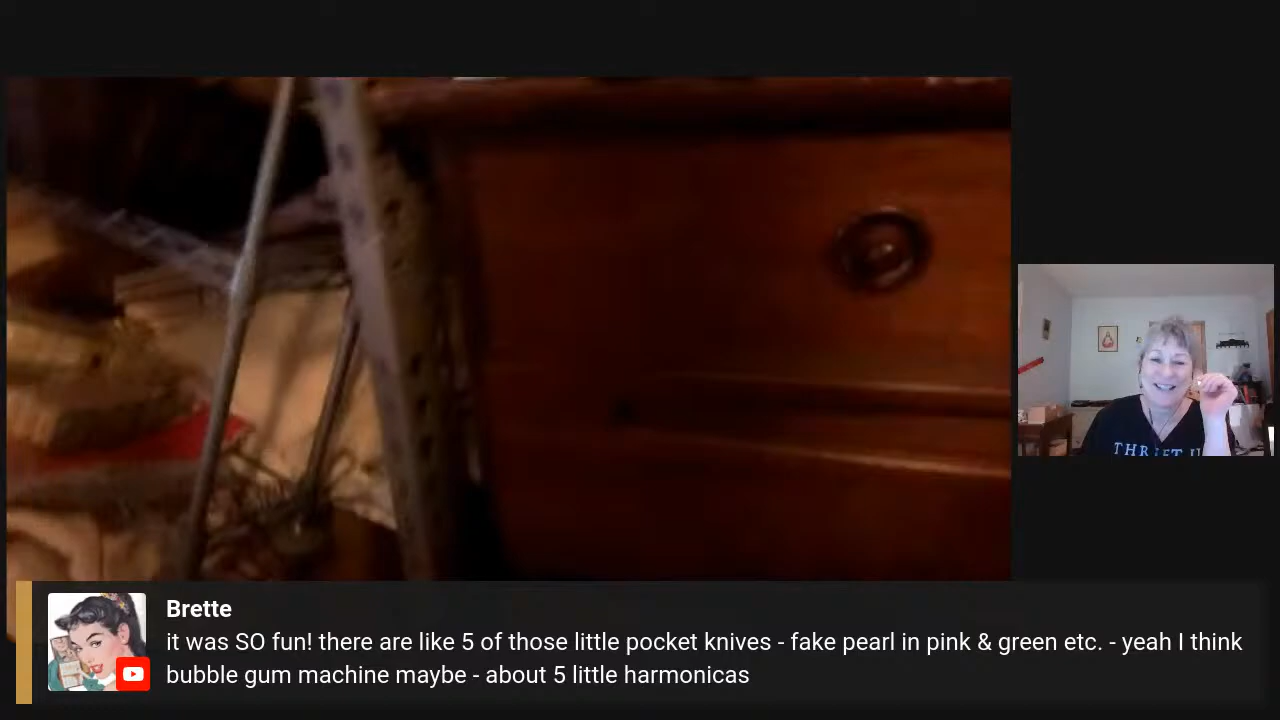 THRIFT
Brette
it was SO fun! there are like 5 of those little pocket knives - fake pearl in pink & green etc. - yeah I think
bubble gum machine maybe - about 5 little harmonicas